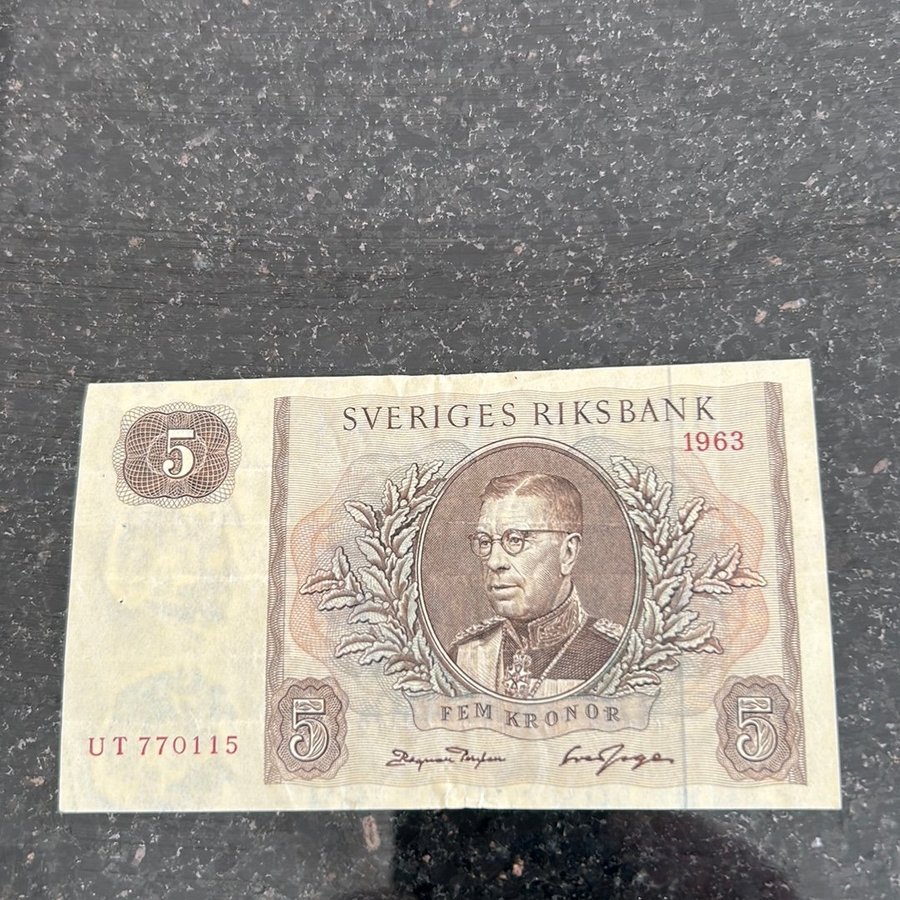 SVERIGES RIKSBANK
5
1963
FEM KRONOR
5
5
UT 770115